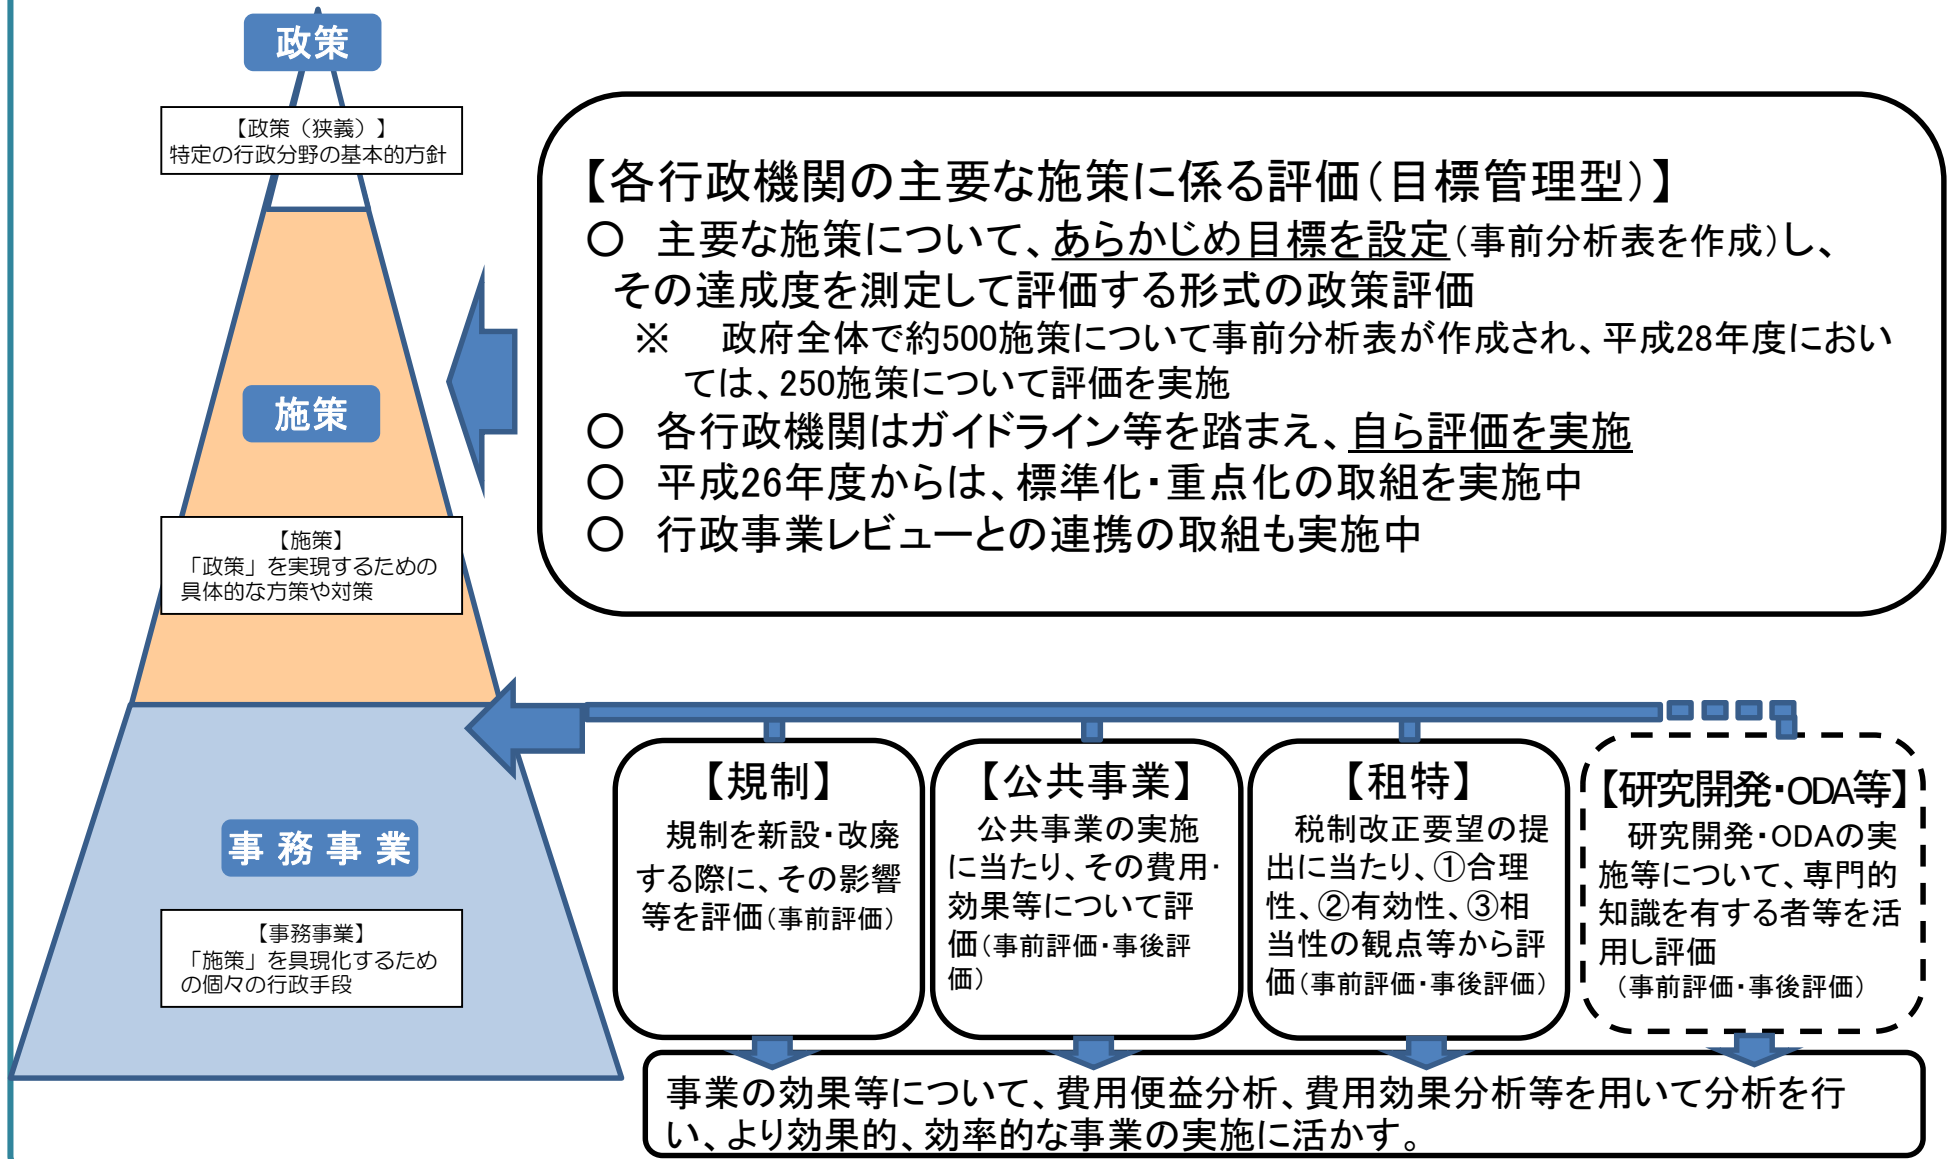 政策
【政策（狭義）】
特定の行政分野の基本的方針
施策
【施策】
「政策」を実現するための
具体的な方策や対策
事務事業
【事務事業】
「施策」を具現化するため
の個々の行政手段
【各行政機関の主要な施策に係る評価（目標管理型）】
○　主要な施策について、あらかじめ目標を設定（事前分析表を作成）し、
その達成度を測定して評価する形式の政策評価
※　政府全体で約500施策について事前分析表が作成され、平成28年度におい
ては、250施策について評価を実施
○　各行政機関はガイドライン等を踏まえ、自ら評価を実施
○　平成26年度からは、標準化・重点化の取組を実施中
○　行政事業レビューとの連携の取組も実施中
【規制】
規制を新設・改廃
する際に、その影響
等を評価（事前評価）
【公共事業】
公共事業の実施
に当たり、その費用・
効果等について評
価（事前評価・事後評
価）
【租特】
税制改正要望の提
出に当たり、①合理
性、②有効性、③相
当性の観点等から評
価（事前評価・事後評価）
【研究開発・ODA等】
研究開発・ODAの実
施等について、専門的
知識を有する者等を活
用し評価
（事前評価・事後評価）
事業の効果等について、費用便益分析、費用効果分析等を用いて分析を行
い、より効果的、効率的な事業の実施に活かす。